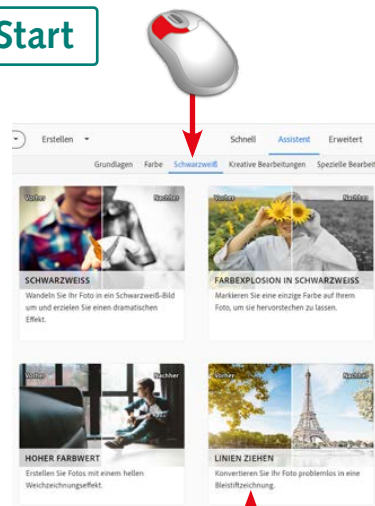 Start
Erstellen
Schnell Assistent Erweitert
Grundlagen Farbe Schwarzweiß Kreative Bearbeitungen Spezielle Bearbeit
Vorher Nachher
Vorher Nachher
SCHWARZWEISS
Wandeln Sie Ihr Foto in ein Schwarzweiß-Bild
um und erzielen Sie einen dramatischen
Effekt.
FARBEXPLOSION IN SCHWARZWEISS
Markieren Sie eine einzige Farbe auf Ihrem
Foto, um sie hervorstechen zu lassen.
Vorher Nachher
Vorher Nachher
HOHER FARBWERT
Erstellen Sie Fotos mit einem hellen
Weichzeichnungseffekt.
LINIEN ZIEHEN
Konvertieren Sie Ihr Foto problemlos in eine
Bleistiftzeichnung.